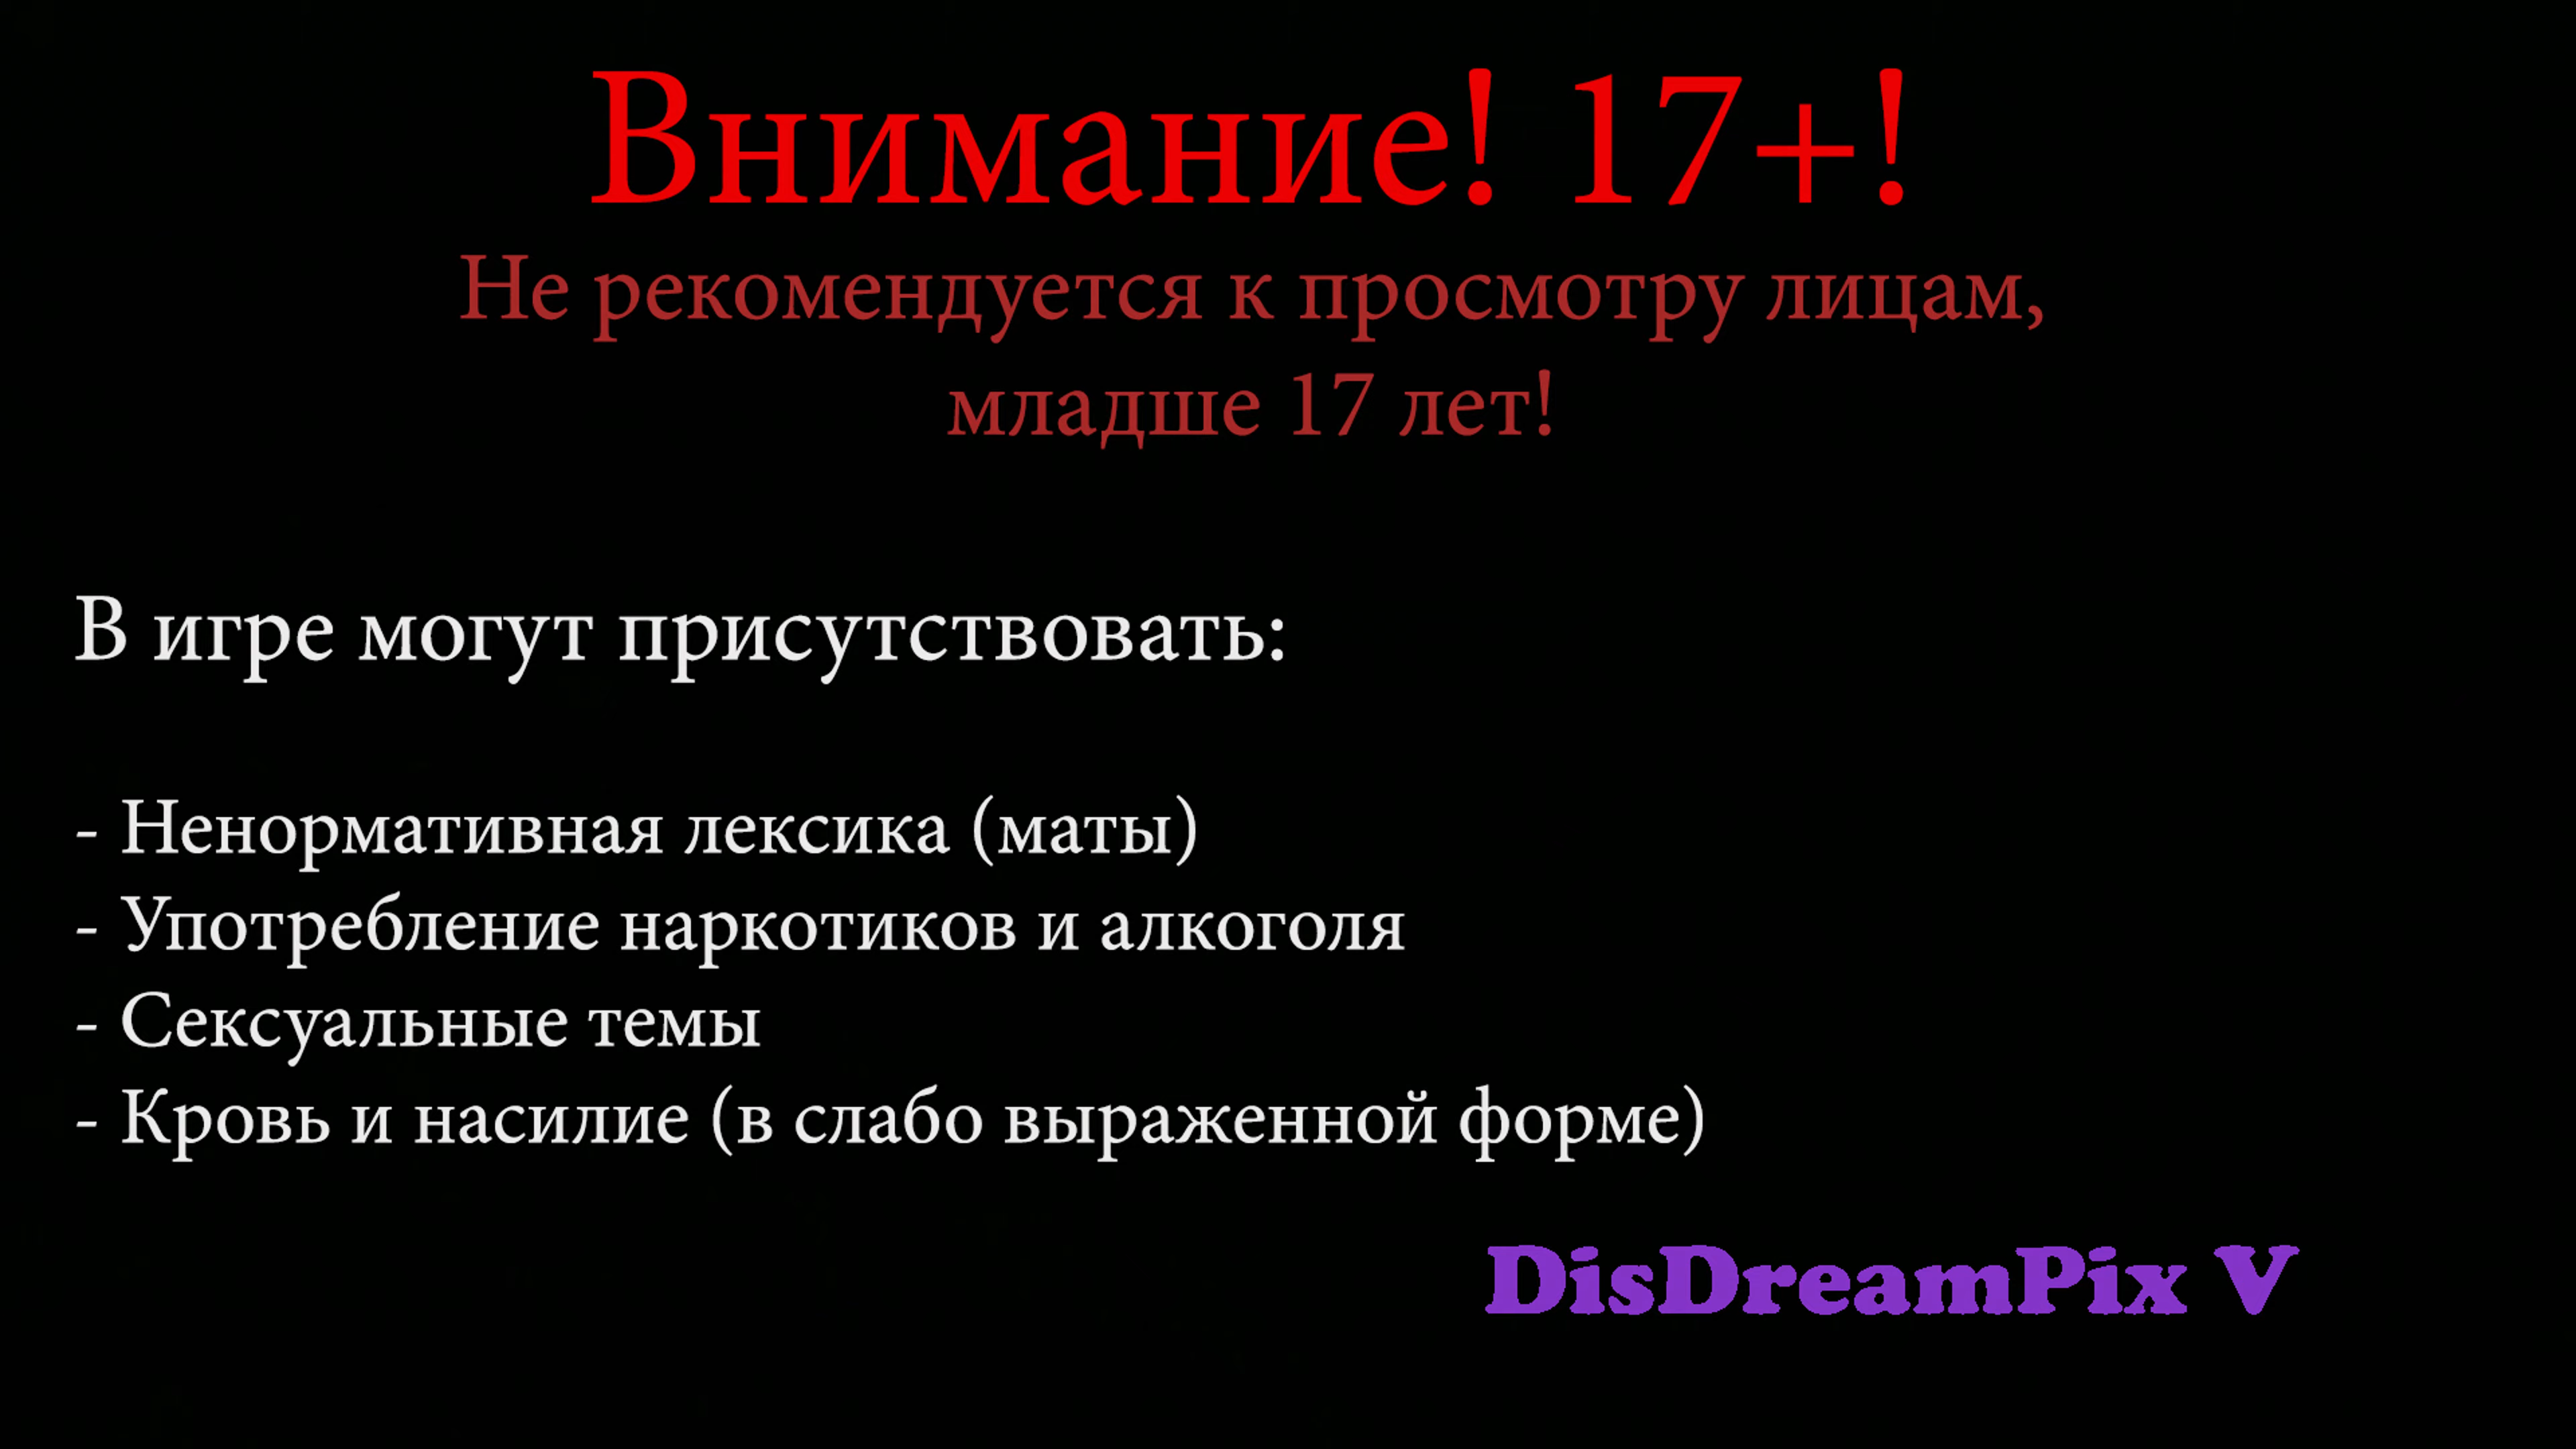 Внимание! 17+!
Не рекомендуется к просмотру лицам,
младше 17 лет!
В игре могут присутствовать:
- Ненормативная лексика (маты)
- Употребление наркотиков и алкоголя
- Сексуальные темы
- Кровь и насилие (в слабо выраженной форме)
DisDreamPix V